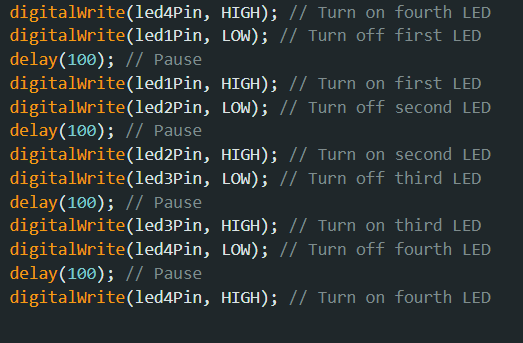 digitalWrite(led4Pin, HIGH); // Turn on fourth LED
digitalWrite(led1Pin, LOW); // Turn off first LED
delay(100); // Pause
digitalWrite(led1Pin, HIGH); // Turn on first LED
digitalWrite(led2Pin, LOW); // Turn off second LED
delay(100); // Pause
digitalWrite(led2Pin, HIGH); // Turn on second LED
digitalWrite(led3Pin, LOW); // Turn off third LED
delay(100); // Pause
digitalWrite(led3Pin, HIGH); // Turn on third LED
digitalWrite(led4Pin, LOW); // Turn off fourth LED
delay(100); // Pause
digitalWrite(led4Pin, HIGH); // Turn on fourth LED